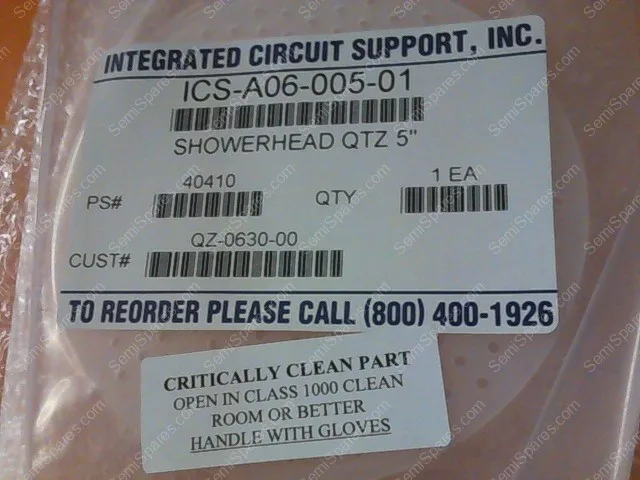 INTEGRATED CIRCUIT SUPPORT, INC.
ICS-A06-005-01
SHOWERHEAD QTZ 5"
PS# 40410 QTY 1 EA
CUST# QZ-0630-00
TO REORDER PLEASE CALL (800) 400-1926
CRITICALLY CLEAN PART
OPEN IN CLASS 1000 CLEAN
ROOM OR BETTER
HANDLE WITH GLOVES
SemiSpares.com